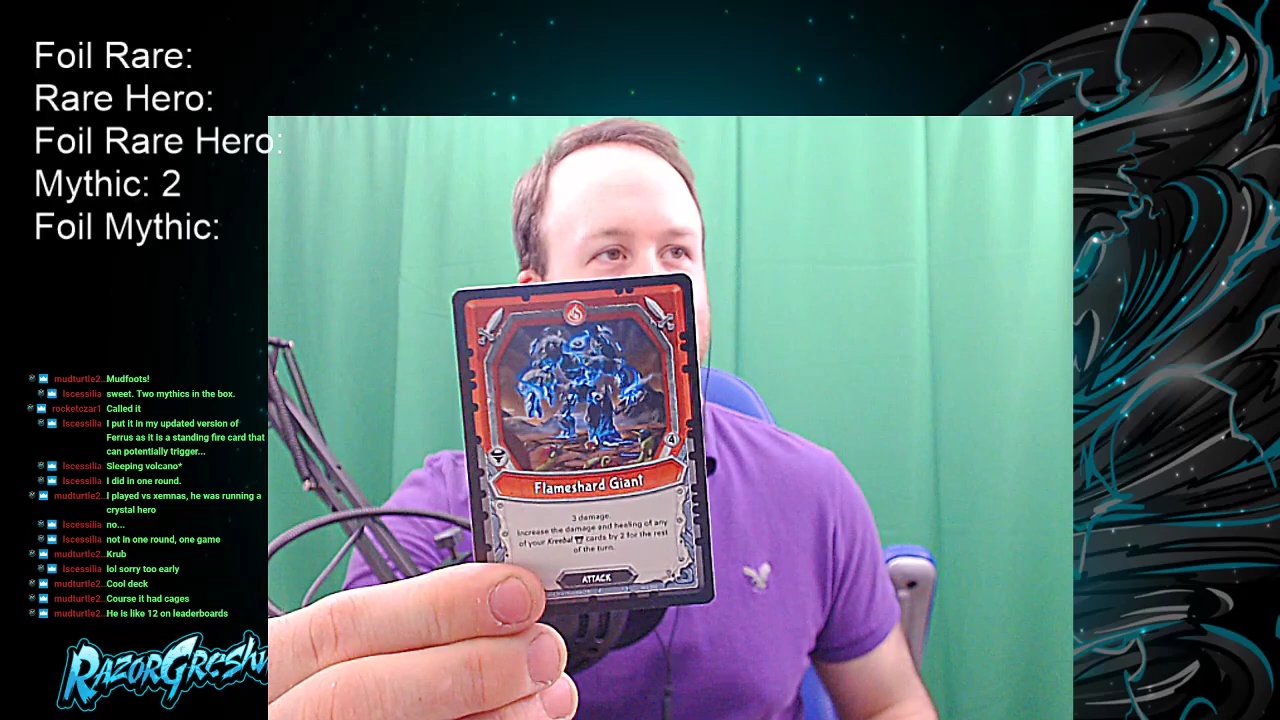 Foil Rare:
Rare Hero:
Foil Rare Hero:
Mythic: 2
Foil Mythic:
mudturtle2.. Mudfoots!
Iscessilia sweet. Two mythics in the box.
rocketczar1 Called it
Iscessilia I put it in my updated version of
Ferrus as it is a standing fire card that
can potentially trigger...
Iscessilia Sleeping volcano*
Iscessilia I did in one round.
mudturtle2.. I played vs xemnas, he was running a
crystal hero
Iscessilia no...
Iscessilia not in one round, one game
mudturtle2.. Krub
Iscessilia lol sorry too early
mudturtle2.. Cool deck
mudturtle2.. Course it had cages
mudturtle2.. He is like 12 on leaderboards
4
Flameshard Giant
3 damage.
Increase the damage and healing of any
of your Kreebal cards by 2 for the rest
of the turn.
ATTACK